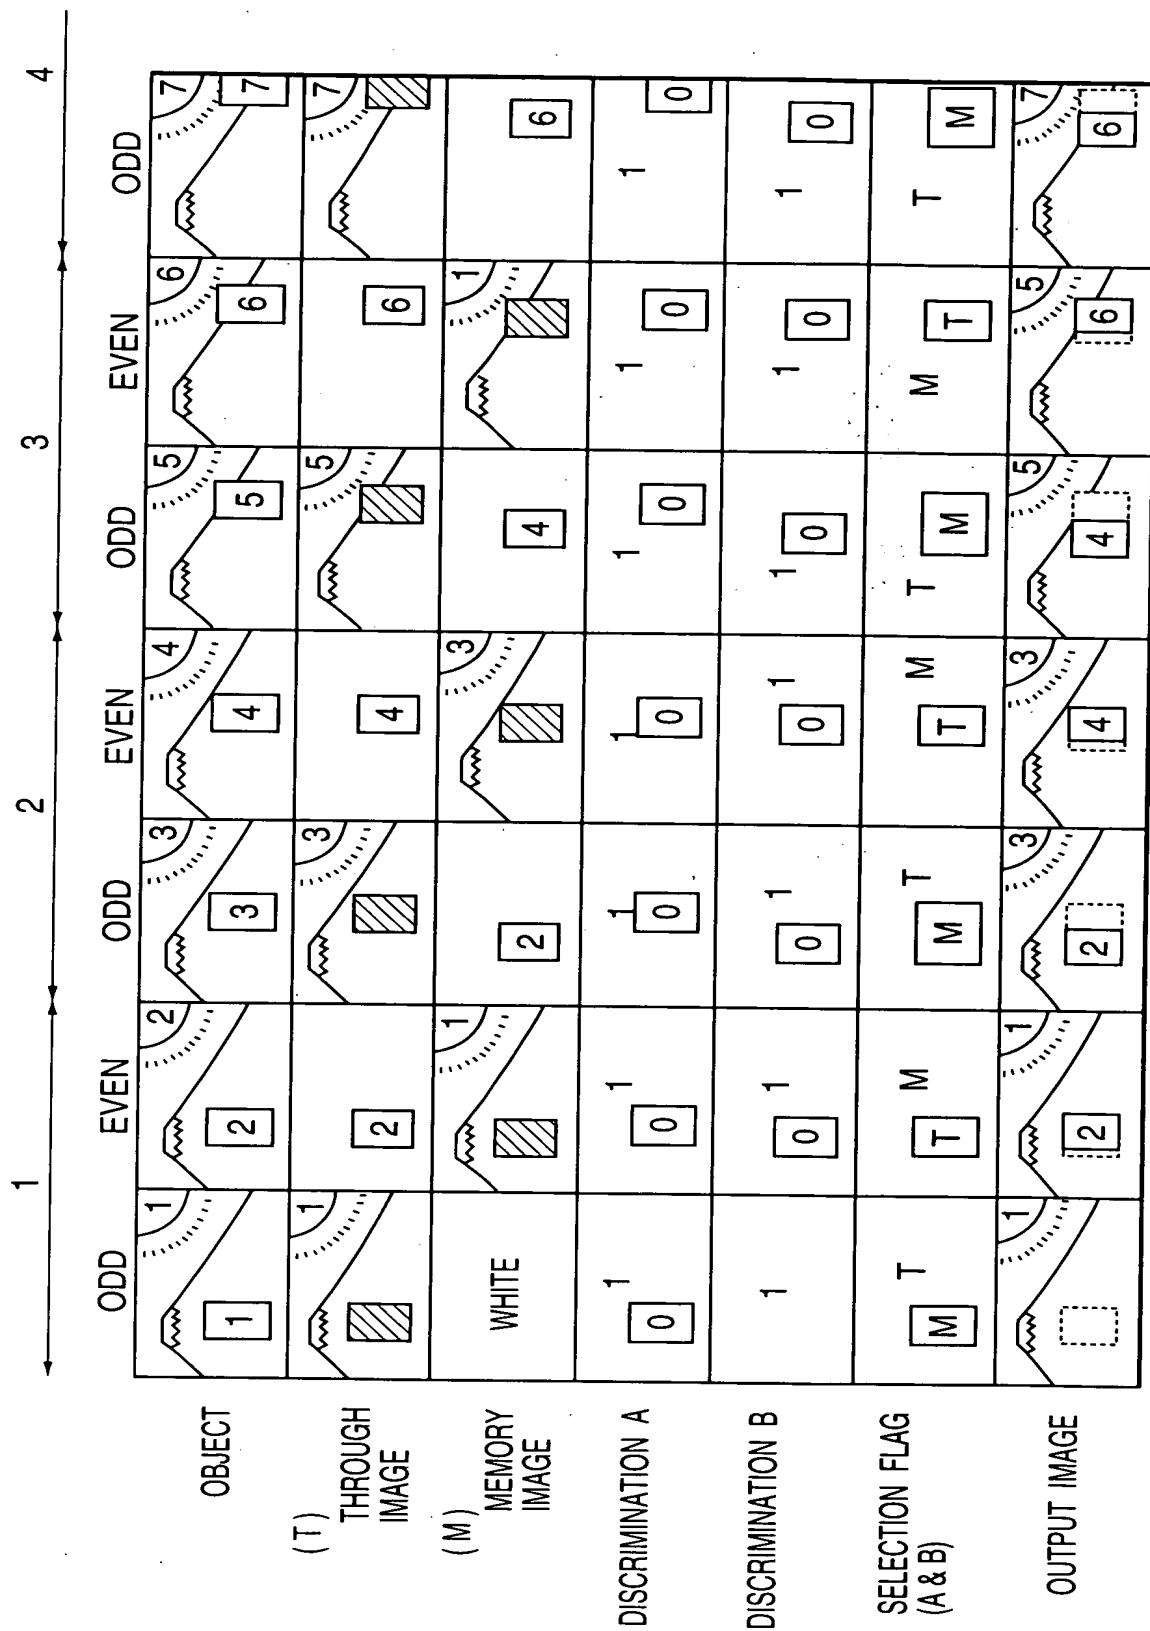 1 2 3 4
ODD EVEN ODD EVEN ODD EVEN ODD
OBJECT 1 2 3 4 5 6 7
1 2 3 4 5 6 7
(T)
THROUGH IMAGE 1 3 5 7
2 4 6
(M)
MEMORY IMAGE WHITE 1 3 1
2 4 6
DISCRIMINATION A 1 1 1 1 1 1 1
0 0 0 0 0 0 0
DISCRIMINATION B 1 1 1 1 1 1 1
0 0 0 0 0 0
SELECTION FLAG T M T M T M T
(A & B) M T M T M T M
OUTPUT IMAGE 1 1 3 3 5 5 7
2 2 4 4 6 6